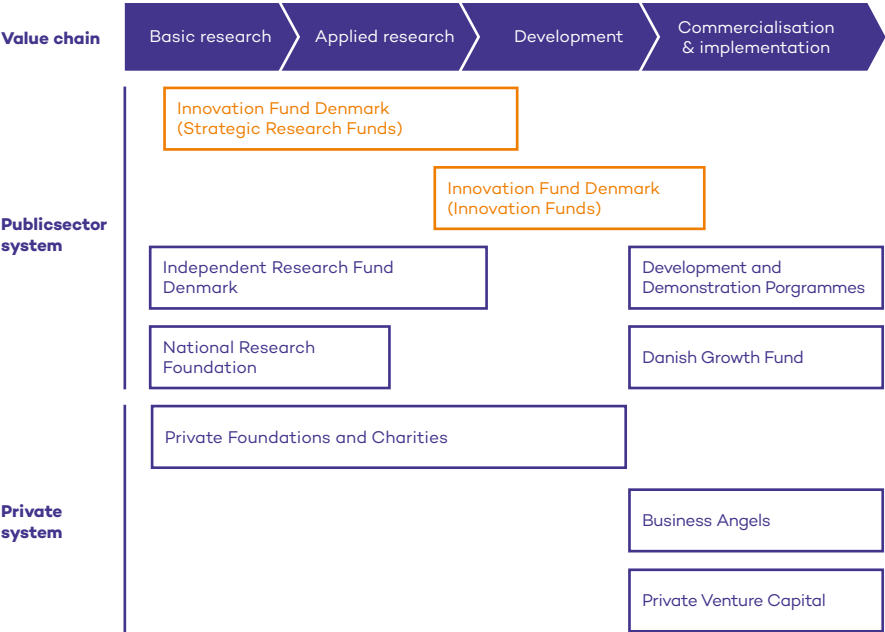 Value chain
Basic research
Applied research
Development
Commercialisation
& implementation
Innovation Fund Denmark
(Strategic Research Funds)
Innovation Fund Denmark
(Innovation Funds)
Publicsector
system
Independent Research Fund
Denmark
Development and
Demonstration Porgrammes
National Research
Foundation
Danish Growth Fund
Private Foundations and Charities
Private
system
Business Angels
Private Venture Capital